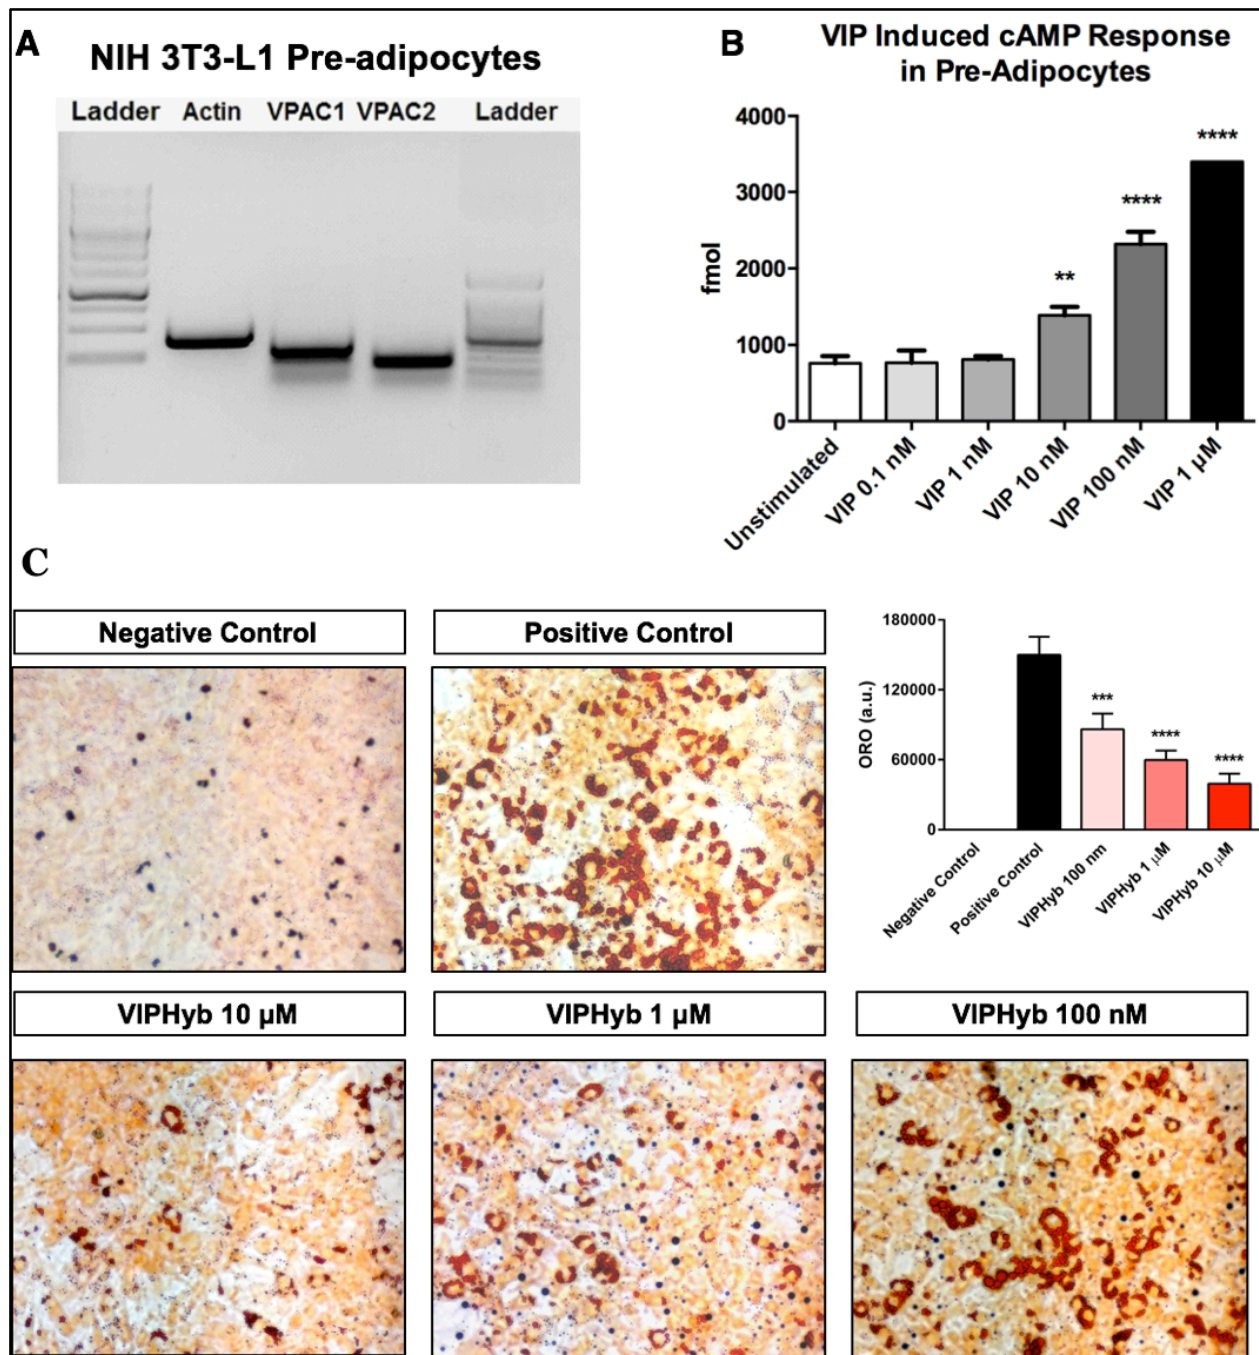 A
NIH 3T3-L1 Pre-adipocytes
Ladder Actin VPAC1 VPAC2 Ladder
B
VIP Induced cAMP Response
in Pre-Adipocytes
4000
3000
2000
1000
0
fmol
**
****
****
Unstimulated
VIP 0.1 nM
VIP 1 nM
VIP 10 nM
VIP 100 nM
VIP 1 µM
C
Negative Control
Positive Control
180000
120000
60000
0
ORO (a.u.)
***
****
****
Negative Control
Positive Control
VIPHyb 100 nm
VIPHyb 1 µM
VIPHyb 10 µM
VIPHyb 10 µM
VIPHyb 1 µM
VIPHyb 100 nM